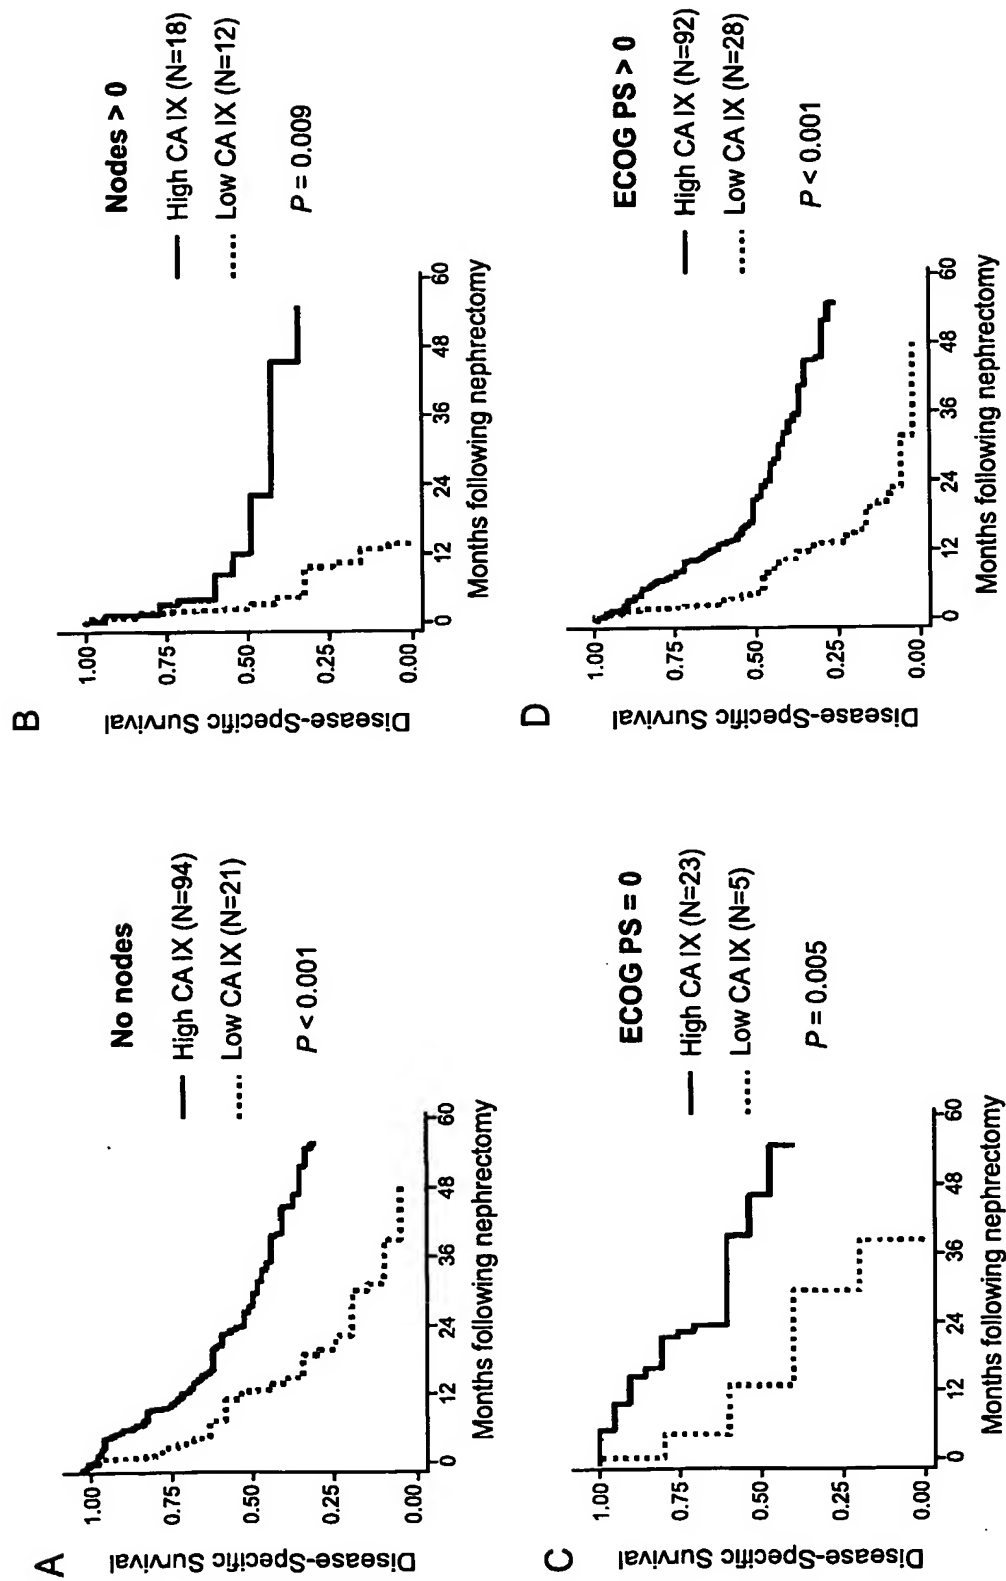 A
No nodes
High CA IX (N=94)
Low CA IX (N=21)
P < 0.001
Disease-Specific Survival
1.00
0.75
0.50
0.25
0.00
0 12 24 36 48 60
Months following nephrectomy
B
Nodes > 0
High CA IX (N=18)
Low CA IX (N=12)
P = 0.009
Disease-Specific Survival
1.00
0.75
0.50
0.25
0.00
0 12 24 36 48 60
Months following nephrectomy
C
ECOG PS = 0
High CA IX (N=23)
Low CA IX (N=5)
P = 0.005
Disease-Specific Survival
1.00
0.75
0.50
0.25
0.00
0 12 24 36 48 60
Months following nephrectomy
D
ECOG PS > 0
High CA IX (N=92)
Low CA IX (N=28)
P < 0.001
Disease-Specific Survival
1.00
0.75
0.50
0.25
0.00
0 12 24 36 48 60
Months following nephrectomy